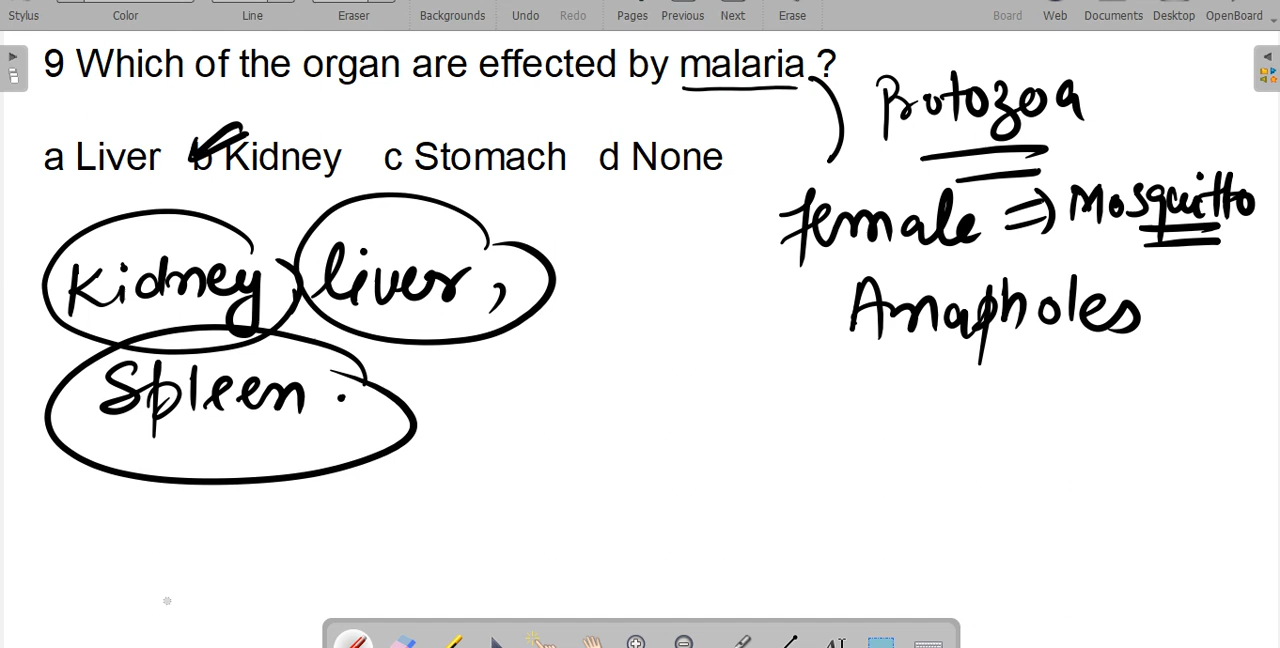 Stylus Color Line Eraser Backgrounds Undo Redo Pages Previous Next Erase Board Web Documents Desktop OpenBoard
9 Which of the organ are effected by malaria ?
a Liver b Kidney c Stomach d None
Protozoa
female ⇒ Mosquitto
Anapholes
Kidney, liver,
Spleen.